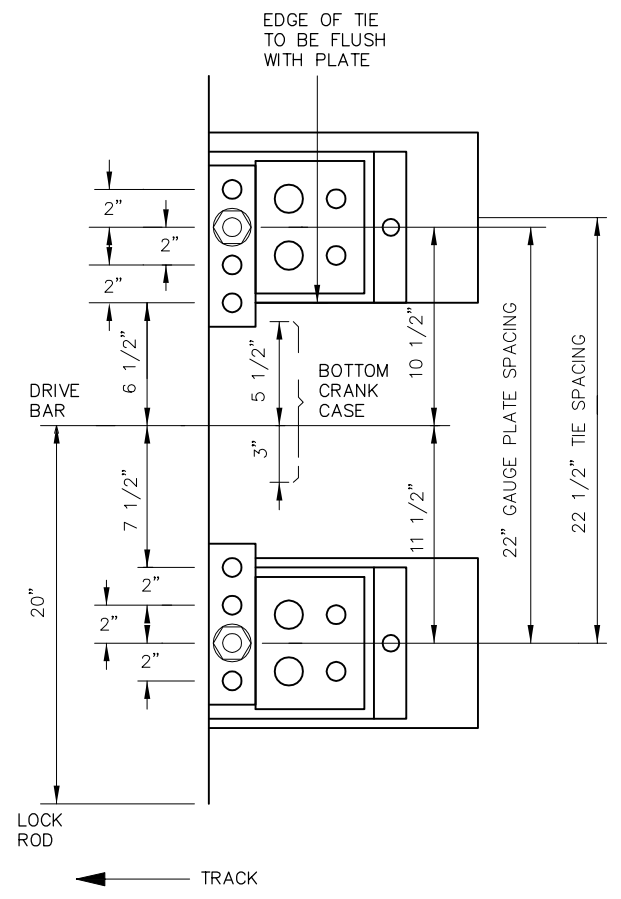 EDGE OF TIE
TO BE FLUSH
WITH PLATE
2"
2"
2"
6 1/2"
5 1/2"
BOTTOM
CRANK
CASE
10 1/2"
22" GAUGE PLATE SPACING
22 1/2" TIE SPACING
DRIVE
BAR
3"
7 1/2"
11 1/2"
20"
2"
2"
2"
LOCK
ROD
TRACK